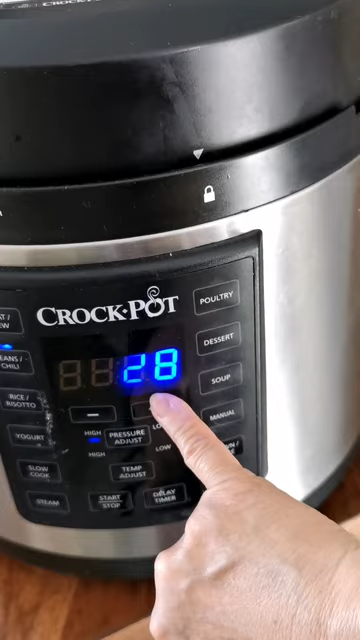 CROCK·POT
28
POULTRY
DESSERT
SOUP
MANUAL
EANS /
CHILI
RICE /
RISOTTO
YOGURT
SLOW
COOK
STEAM
HIGH
HIGH
PRESSURE
ADJUST
LOW
TEMP
ADJUST
START/
STOP
DELAY
TIMER